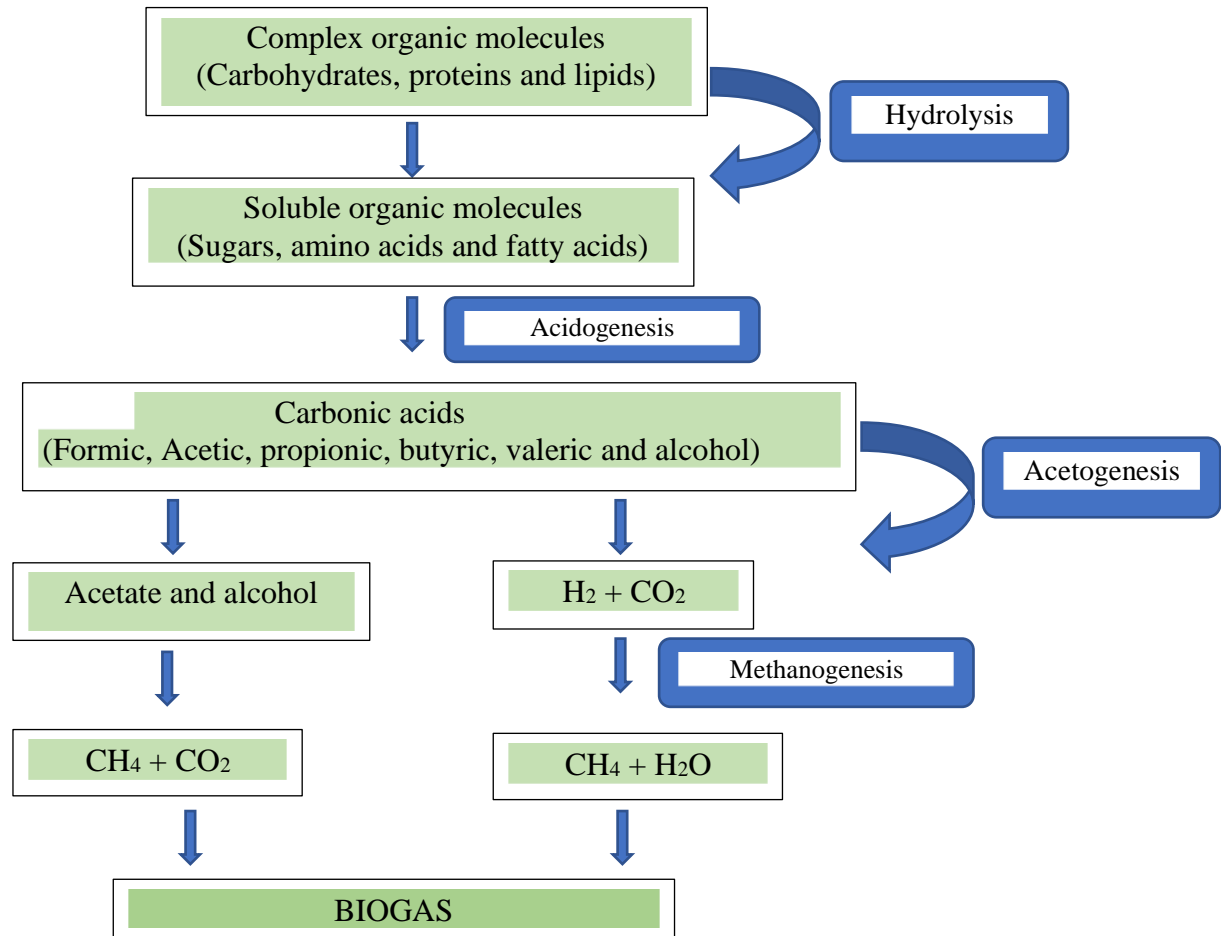 Complex organic molecules
(Carbohydrates, proteins and lipids)
Hydrolysis
Soluble organic molecules
(Sugars, amino acids and fatty acids)
Acidogenesis
Carbonic acids
(Formic, Acetic, propionic, butyric, valeric and alcohol)
Acetogenesis
Acetate and alcohol
H₂ + CO₂
Methanogenesis
CH₄ + CO₂
CH₄ + H₂O
BIOGAS